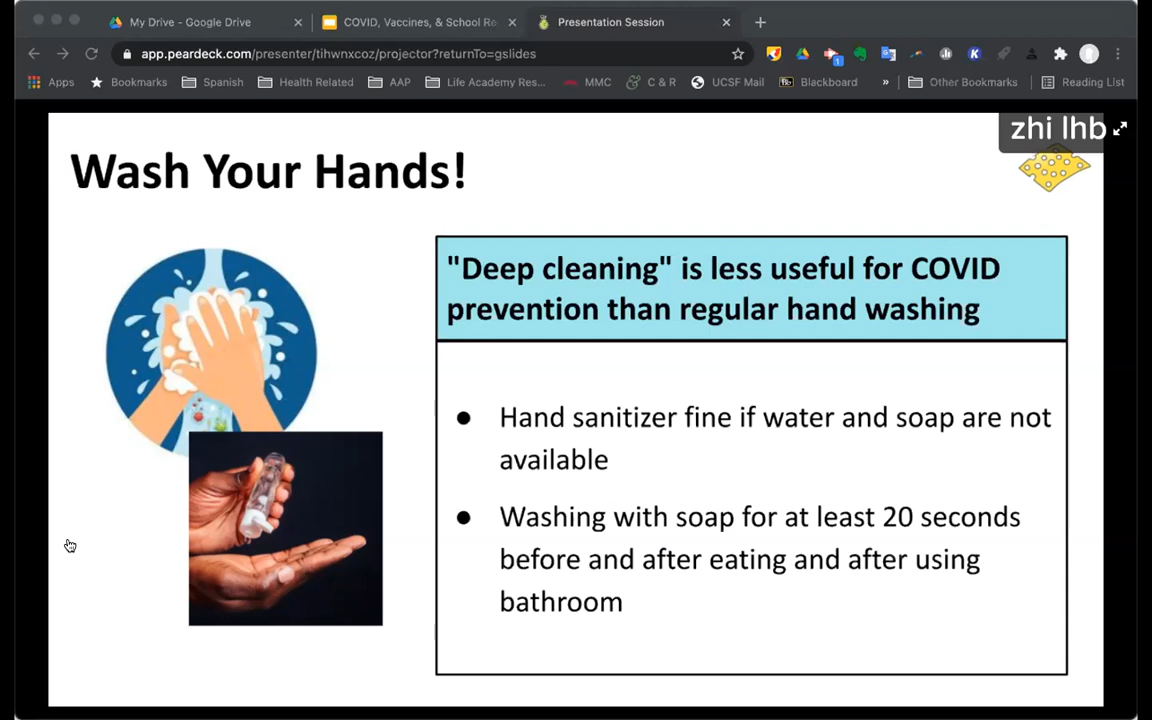 My Drive - Google Drive
COVID, Vaccines, & School Re
Presentation Session
app.peardeck.com/presenter/tihwnxcoz/projector?returnTo=gslides
1
K
Apps
Bookmarks
Spanish
Health Related
AAP
Life Academy Res...
MMC
C & R
UCSF Mail
Bb
Blackboard
»
Other Bookmarks
Reading List
zhi lhb
Wash Your Hands!
"Deep cleaning" is less useful for COVID
prevention than regular hand washing
● Hand sanitizer fine if water and soap are not
available
● Washing with soap for at least 20 seconds
before and after eating and after using
bathroom